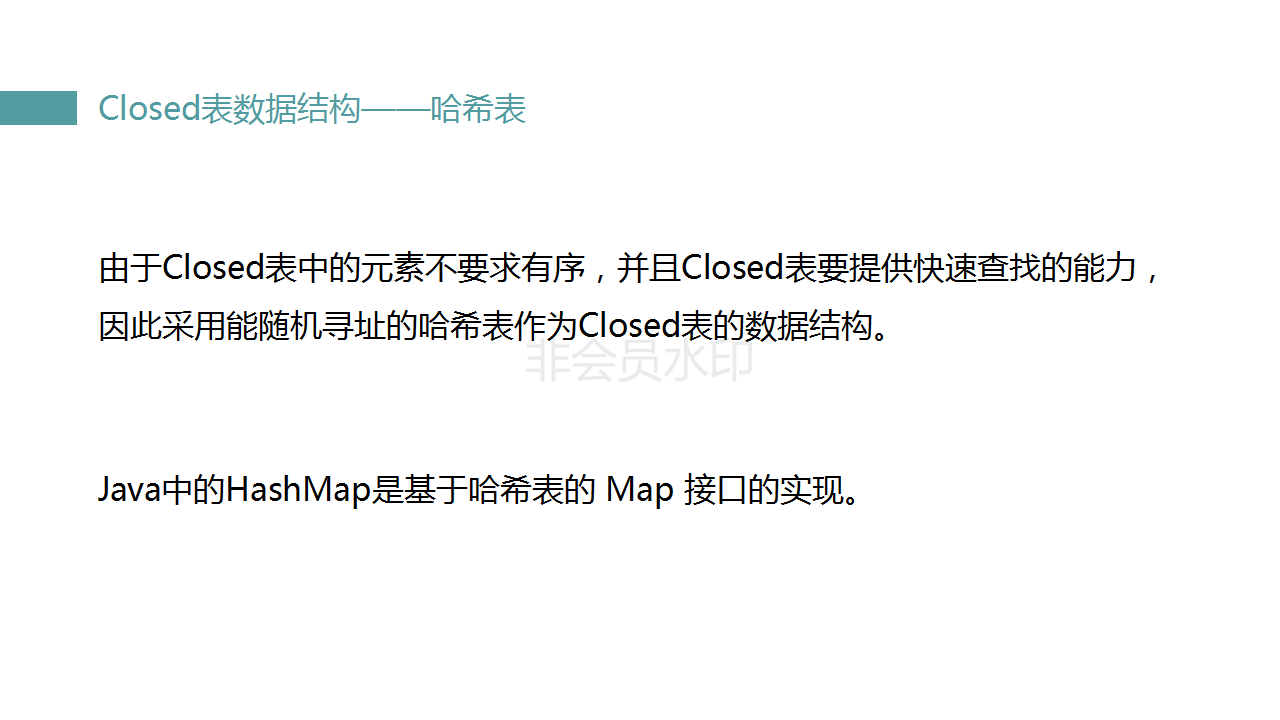 Closed表数据结构——哈希表
由于Closed表中的元素不要求有序，并且Closed表要提供快速查找的能力，
因此采用能随机寻址的哈希表作为Closed表的数据结构。
非会员水印
Java中的HashMap是基于哈希表的 Map 接口的实现。